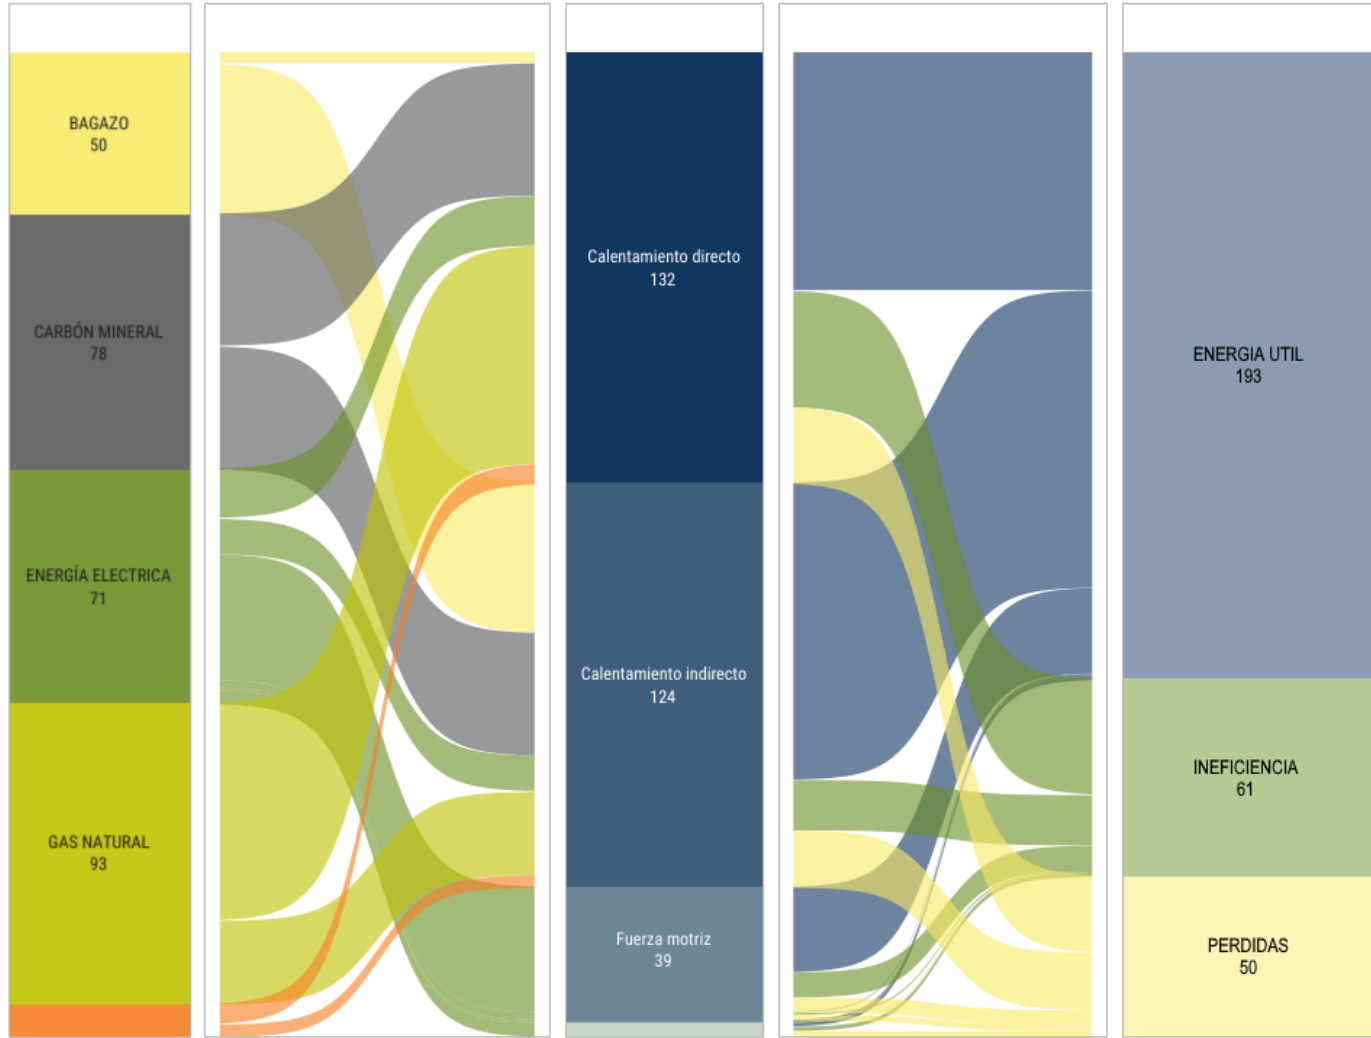 BAGAZO
50
CARBÓN MINERAL
78
ENERGÍA ELECTRICA
71
GAS NATURAL
93
Calentamiento directo
132
Calentamiento indirecto
124
Fuerza motriz
39
ENERGIA UTIL
193
INEFICIENCIA
61
PERDIDAS
50